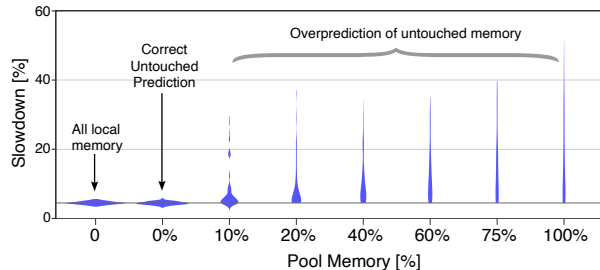 60%
40
20
0
Slowdown [%]
All local
memory
Correct
Untouched
Prediction
Overprediction of untouched memory
0 0% 10% 20% 40% 60% 75% 100%
Pool Memory [%]